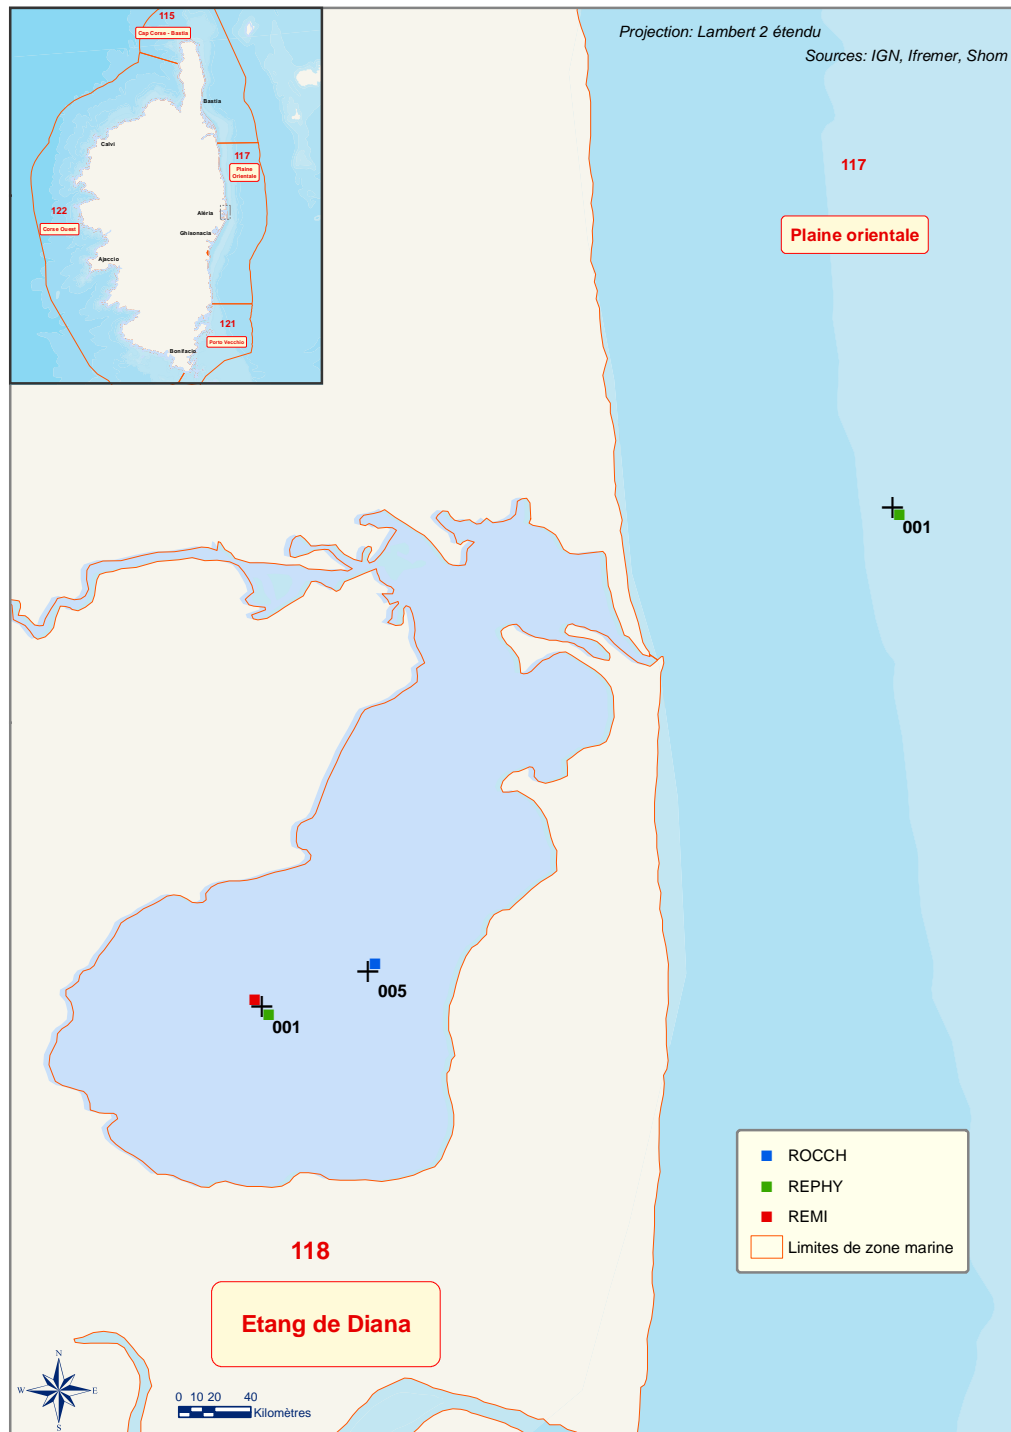 115
Cap Corse - Bastia
Bastia
Calvi
117
Plaine
Orientale
122
Corse Ouest
Aléria
Ghisonacia
Ajaccio
121
Porto Vecchio
Bonifacio
Projection: Lambert 2 étendu
Sources: IGN, Ifremer, Shom
117
Plaine orientale
001
005
001
ROCCH
REPHY
REMI
Limites de zone marine
118
Etang de Diana
N
W
E
S
0 10 20 40
Kilomètres